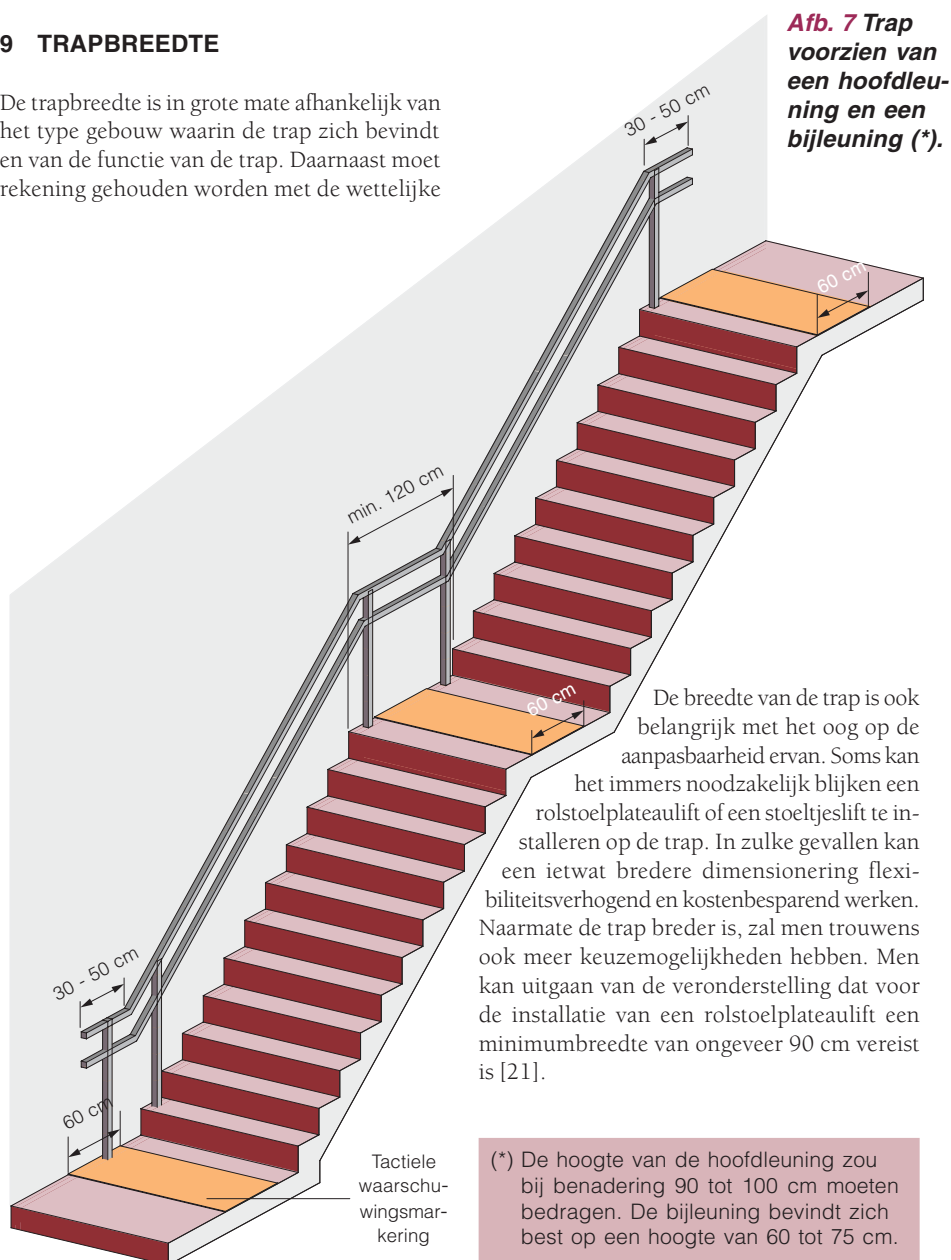 9 TRAPBREEDTE
De trapbreedte is in grote mate afhankelijk van
het type gebouw waarin de trap zich bevindt
en van de functie van de trap. Daarnaast moet
rekening gehouden worden met de wettelijke
Afb. 7 Trap
voorzien van
een hoofdleu-
ning en een
bijleuning (*).
30 - 50 cm
60 cm
min. 120 cm
60 cm
De breedte van de trap is ook
belangrijk met het oog op de
aanpasbaarheid ervan. Soms kan
het immers noodzakelijk blijken een
rolstoelplateaulift of een stoeltjeslift te in-
stalleren op de trap. In zulke gevallen kan
een ietwat bredere dimensionering flexi-
biliteitsverhogend en kostenbesparend werken.
Naarmate de trap breder is, zal men trouwens
ook meer keuzemogelijkheden hebben. Men
kan uitgaan van de veronderstelling dat voor
de installatie van een rolstoelplateaulift een
minimumbreedte van ongeveer 90 cm vereist
is [21].
30 - 50 cm
60 cm
Tactiele
waarschu-
wingsmar-
kering
(*) De hoogte van de hoofdleuning zou
bij benadering 90 tot 100 cm moeten
bedragen. De bijleuning bevindt zich
best op een hoogte van 60 tot 75 cm.